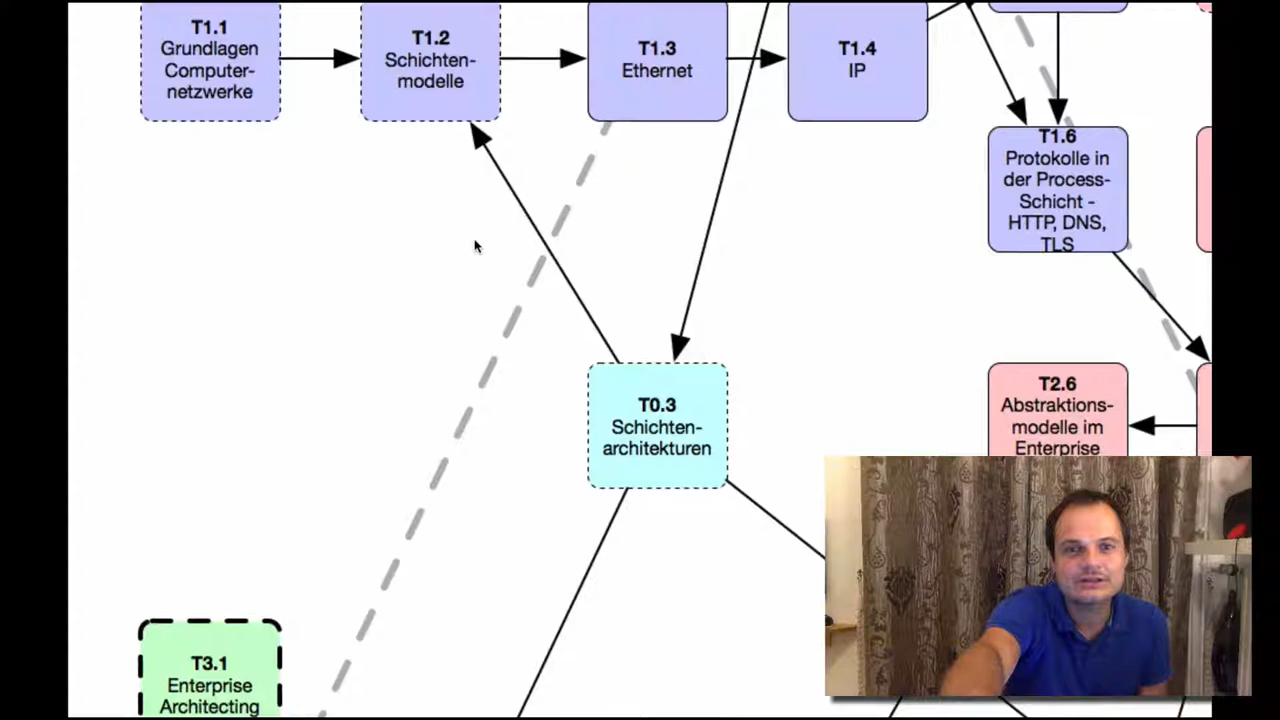 T1.1
Grundlagen
Computer-
netzwerke
T1.2
Schichten-
modelle
T1.3
Ethernet
T1.4
IP
T1.6
Protokolle in
der Process-
Schicht -
HTTP, DNS,
TLS
T0.3
Schichten-
architekturen
T2.6
Abstraktions-
modelle im
Enterprise
T3.1
Enterprise
Architecting